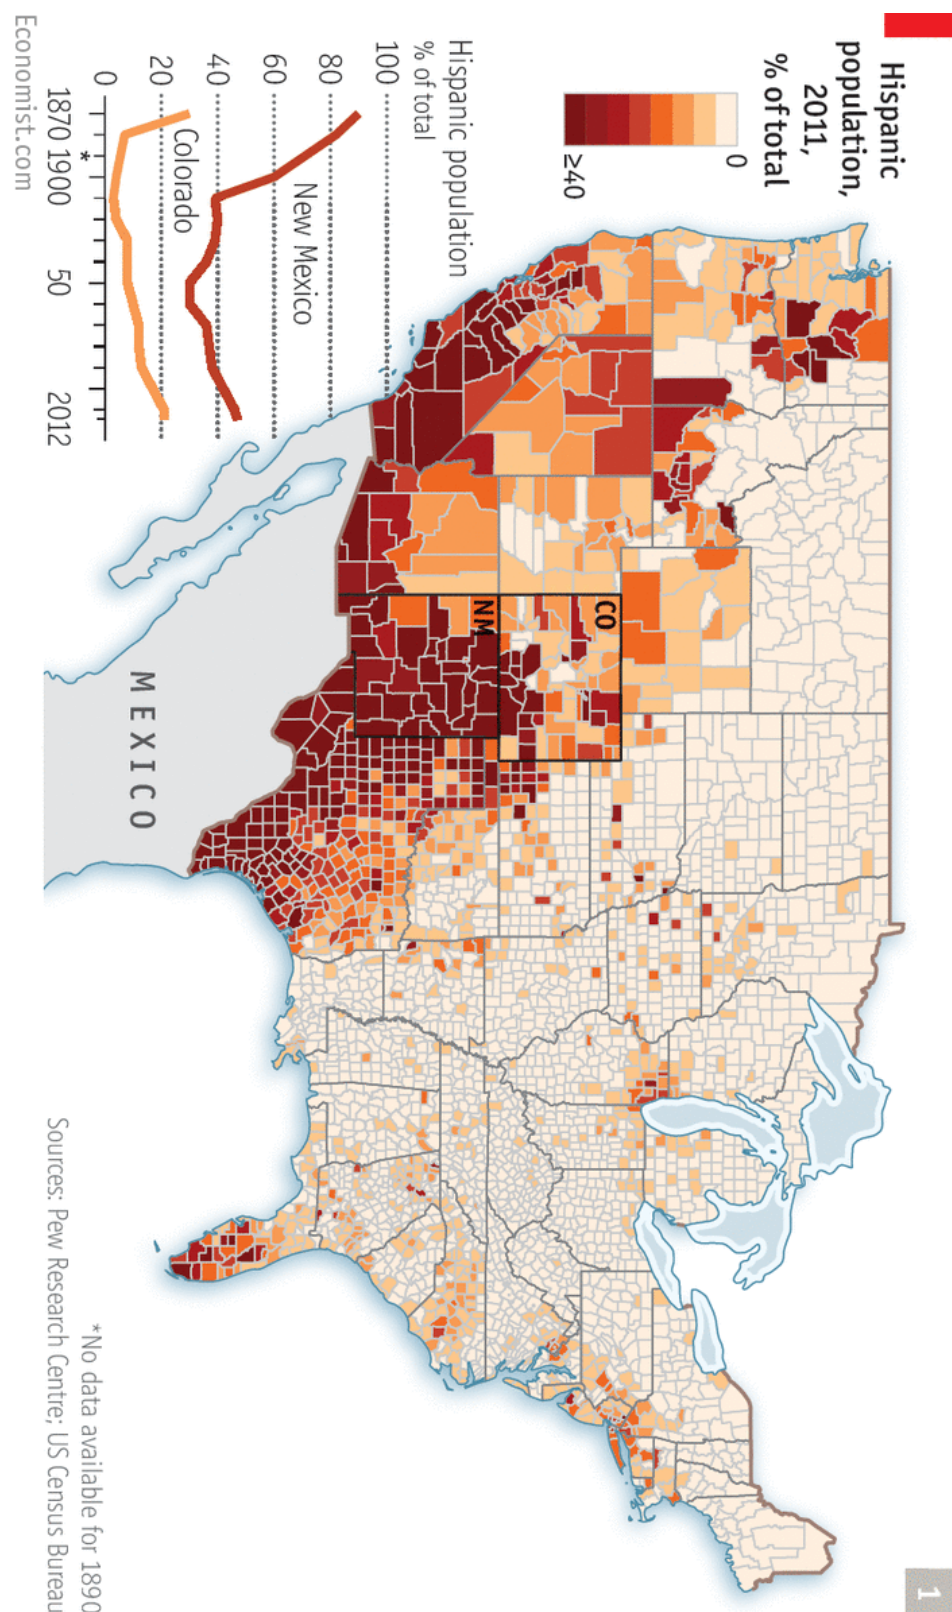 1
Hispanic
population,
2011,
% of total
0
≥40
CO
NM
MEXICO
Hispanic population
% of total
100
80
60
40
20
0
New Mexico
Colorado
1870 1900 50 2012
*
*No data available for 1890
Sources: Pew Research Centre; US Census Bureau
Economist.com